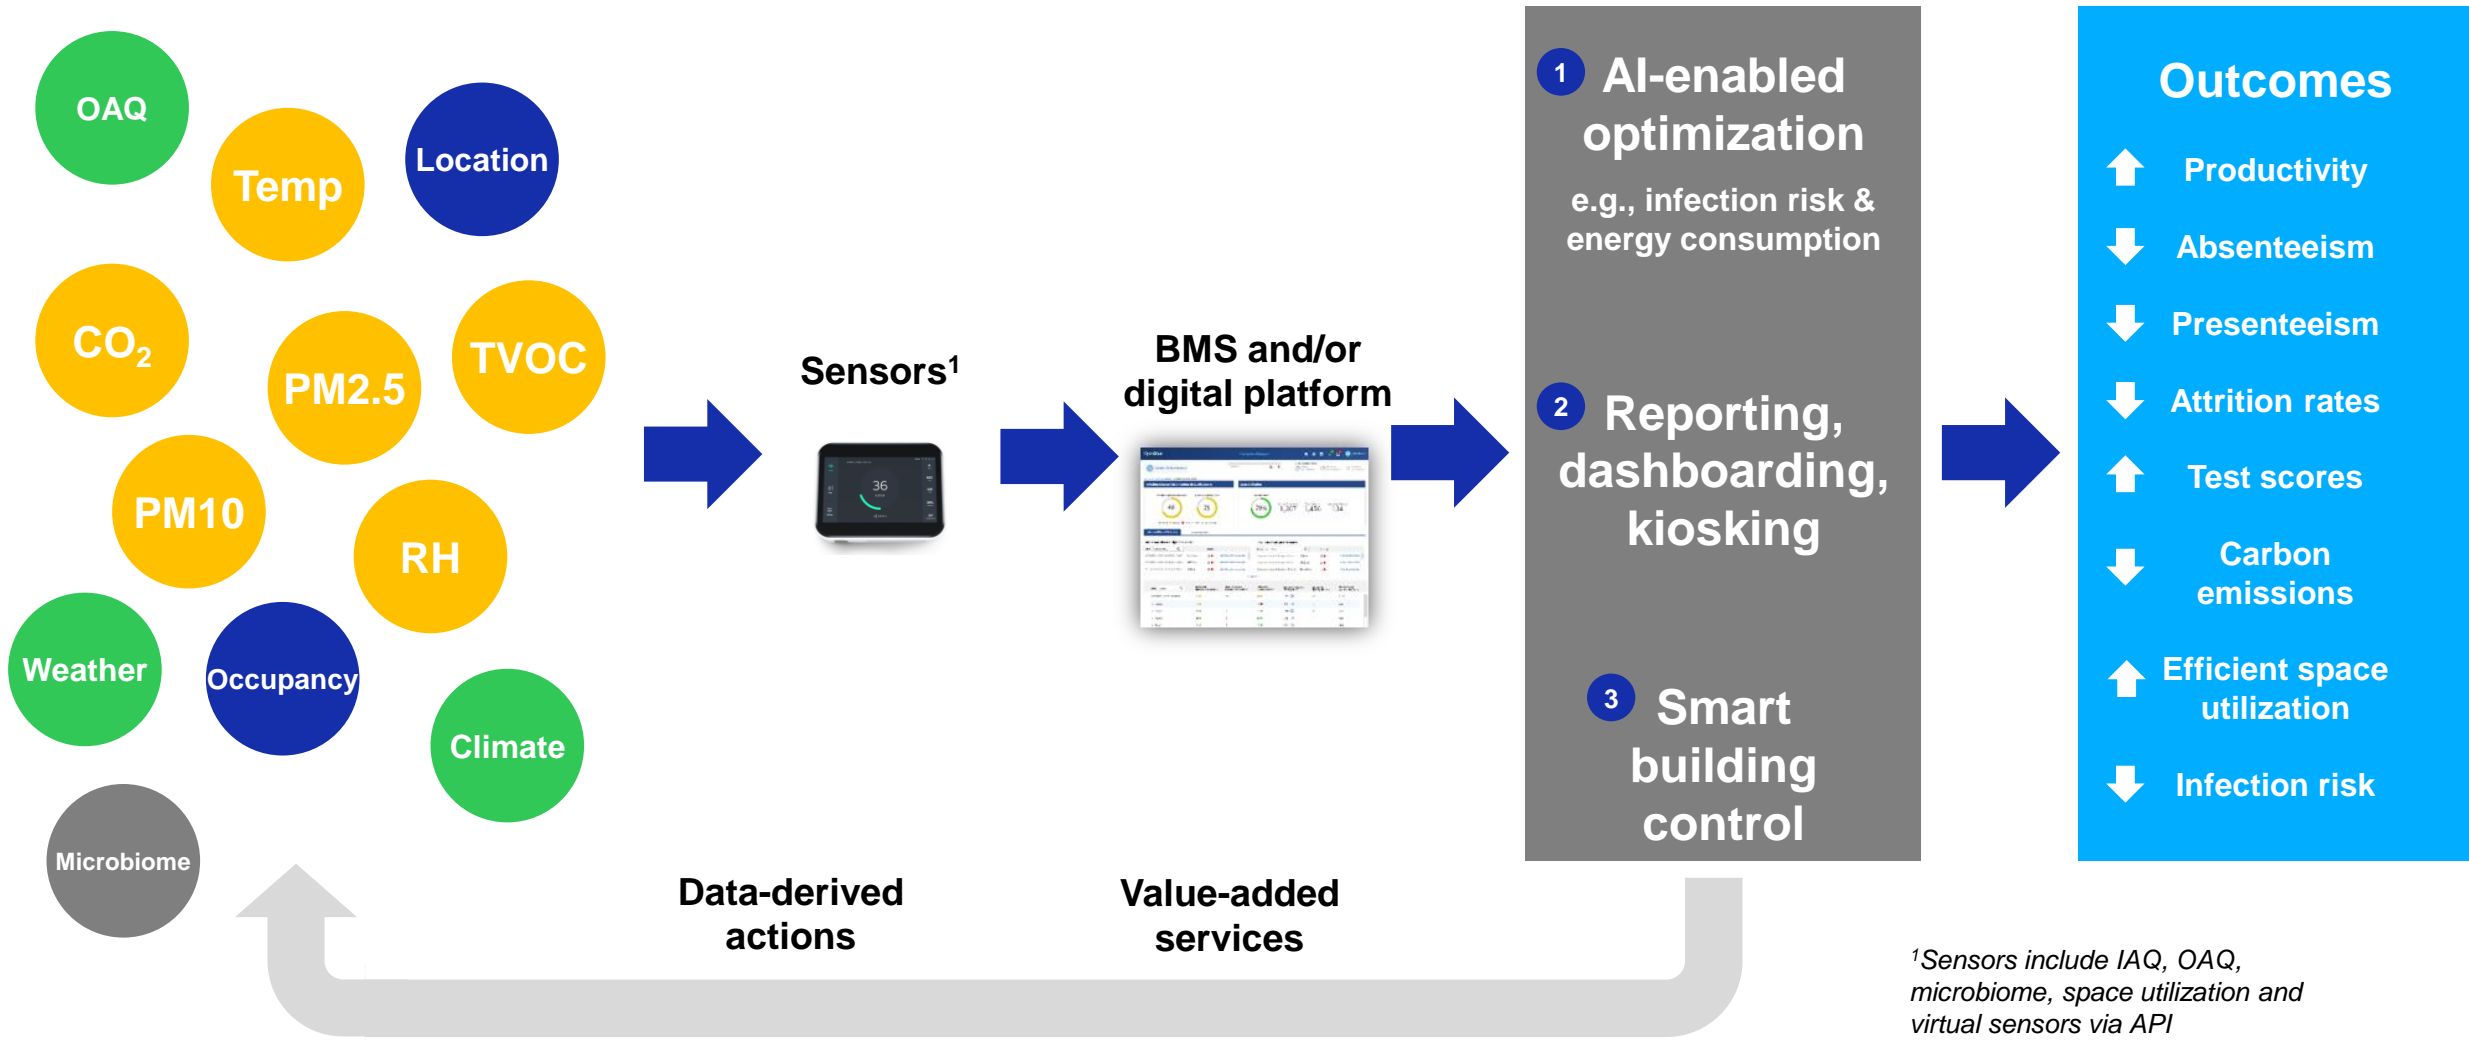 OAQ
Temp
Location
CO₂
PM2.5
TVOC
PM10
RH
Weather
Occupancy
Climate
Microbiome
Sensors¹
36
BMS and/or
digital platform
1
AI-enabled
optimization
e.g., infection risk &
energy consumption
2
Reporting,
dashboarding,
kiosking
3
Smart
building
control
Outcomes
Productivity
Absenteeism
Presenteeism
Attrition rates
Test scores
Carbon
emissions
Efficient space
utilization
Infection risk
Data-derived
actions
Value-added
services
¹Sensors include IAQ, OAQ,
microbiome, space utilization and
virtual sensors via API